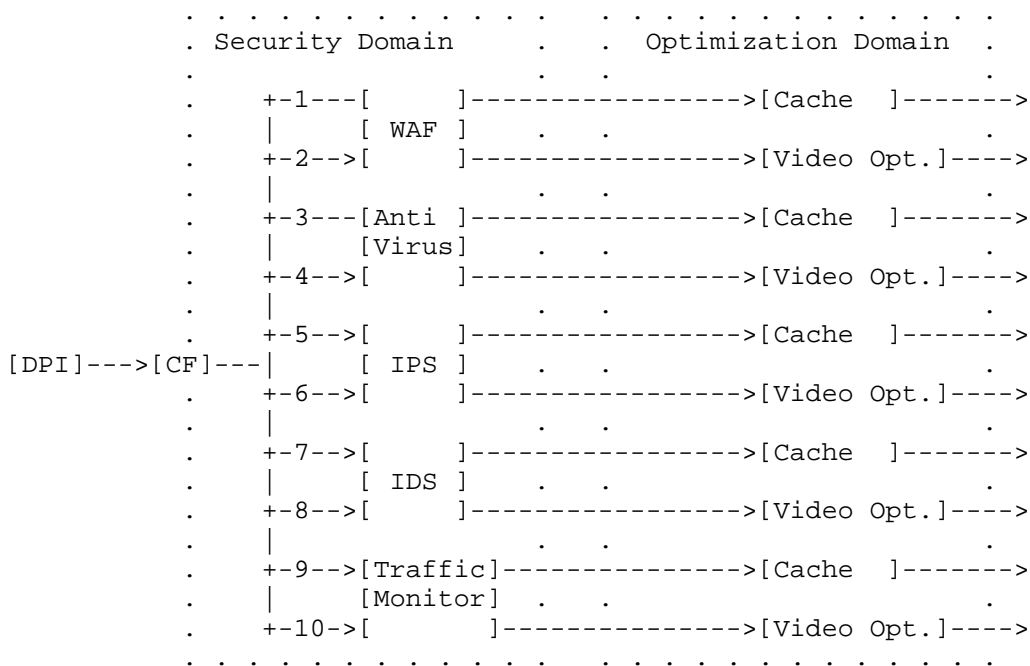 . . . . . . . . . . . .   . . . . . . . . . . . . .
. Security Domain     .   .  Optimization Domain  .
.                     .   .                       .
.    +-1---[     ]----------------->[Cache  ]------->
.    |     [ WAF ]    .   .                       .
.    +-2-->[     ]----------------->[Video Opt.]---->
.    |                .   .                       .
.    +-3---[Anti ]----------------->[Cache  ]------->
.    |     [Virus]    .   .                       .
.    +-4-->[     ]----------------->[Video Opt.]---->
.    |                .   .                       .
.    +-5-->[     ]----------------->[Cache  ]------->
[DPI]--->[CF]---|     [ IPS ]    .   .                       .
.    +-6-->[     ]----------------->[Video Opt.]---->
.    |                .   .                       .
.    +-7-->[     ]----------------->[Cache  ]------->
.    |     [ IDS ]    .   .                       .
.    +-8-->[     ]----------------->[Video Opt.]---->
.    |                .   .                       .
.    +-9-->[Traffic]--------------->[Cache  ]------->
.    |     [Monitor]  .   .                       .
.    +-10->[       ]--------------->[Video Opt.]---->
. . . . . . . . . . . .   . . . . . . . . . . . . .